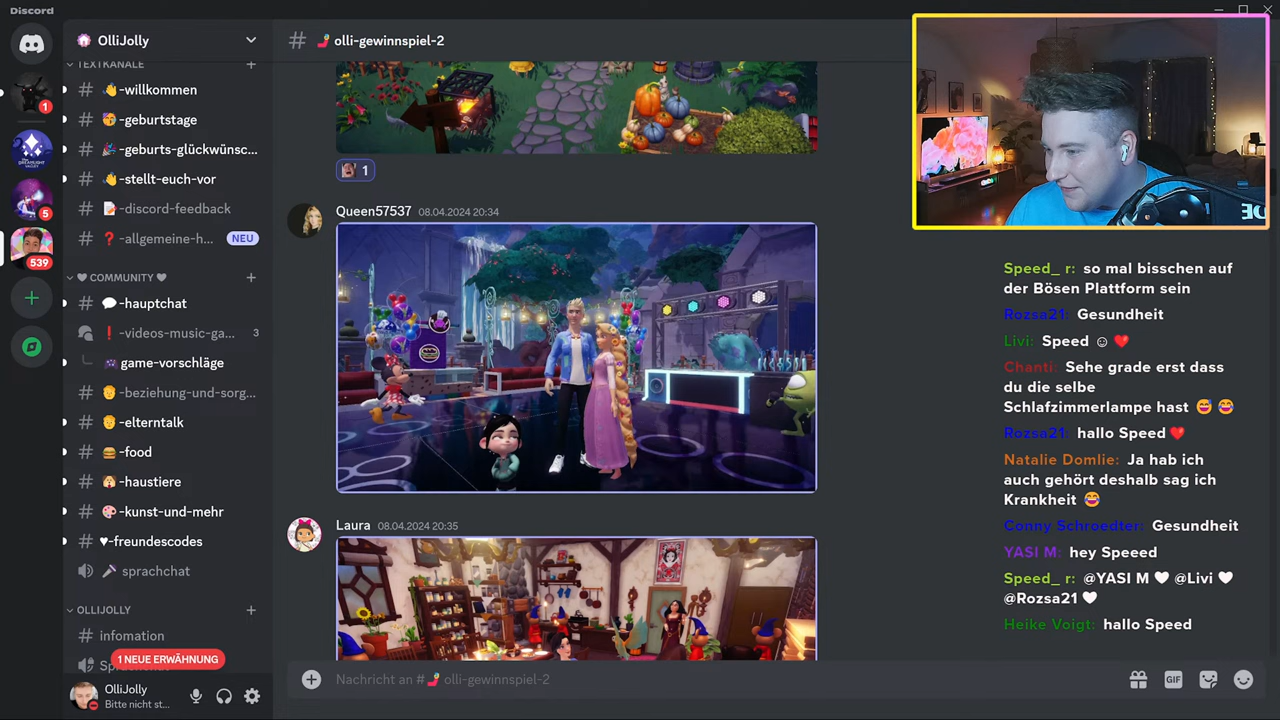 Discord
OlliJolly
TEXTKANÄLE
-willkommen
-geburtstage
-geburts-glückwünsc...
-stellt-euch-vor
-discord-feedback
-allgemeine-h...
NEU
COMMUNITY
-hauptchat
-videos-music-ga...
3
game-vorschläge
-beziehung-und-sorg...
-elterntalk
-food
-haustiere
-kunst-und-mehr
-freundescodes
sprachchat
OLLIJOLLY
infomation
1 NEUE ERWÄHNUNG
OlliJolly
Bitte nicht st...
1
5
539
olli-gewinnspiel-2
1
Queen57537 08.04.2024 20:34
Laura 08.04.2024 20:35
Nachricht an # olli-gewinnspiel-2
GIF
Speed_ r: so mal bisschen auf
der Bösen Plattform sein
Rozsa21: Gesundheit
Livi: Speed
Chanti: Sehe grade erst dass
du die selbe
Schlafzimmerlampe hast
Rozsa21: hallo Speed
Natalie Domlie: Ja hab ich
auch gehört deshalb sag ich
Krankheit
Conny Schroedter: Gesundheit
YASI M: hey Speeed
Speed_ r: @YASI M @Livi
@Rozsa21
Heike Voigt: hallo Speed